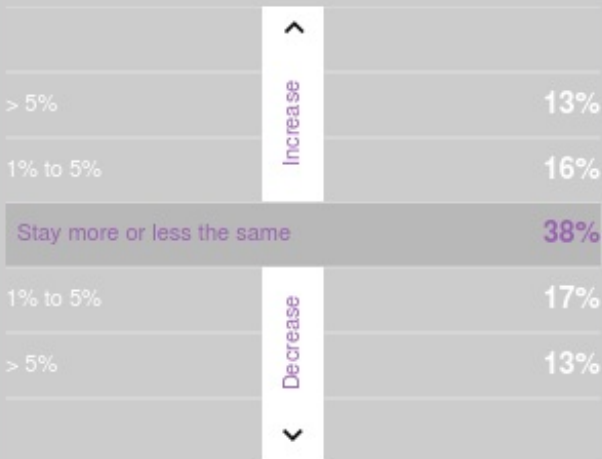 > 5% 13%
Increase
1% to 5% 16%
Stay more or less the same 38%
1% to 5% 17%
Decrease
> 5% 13%